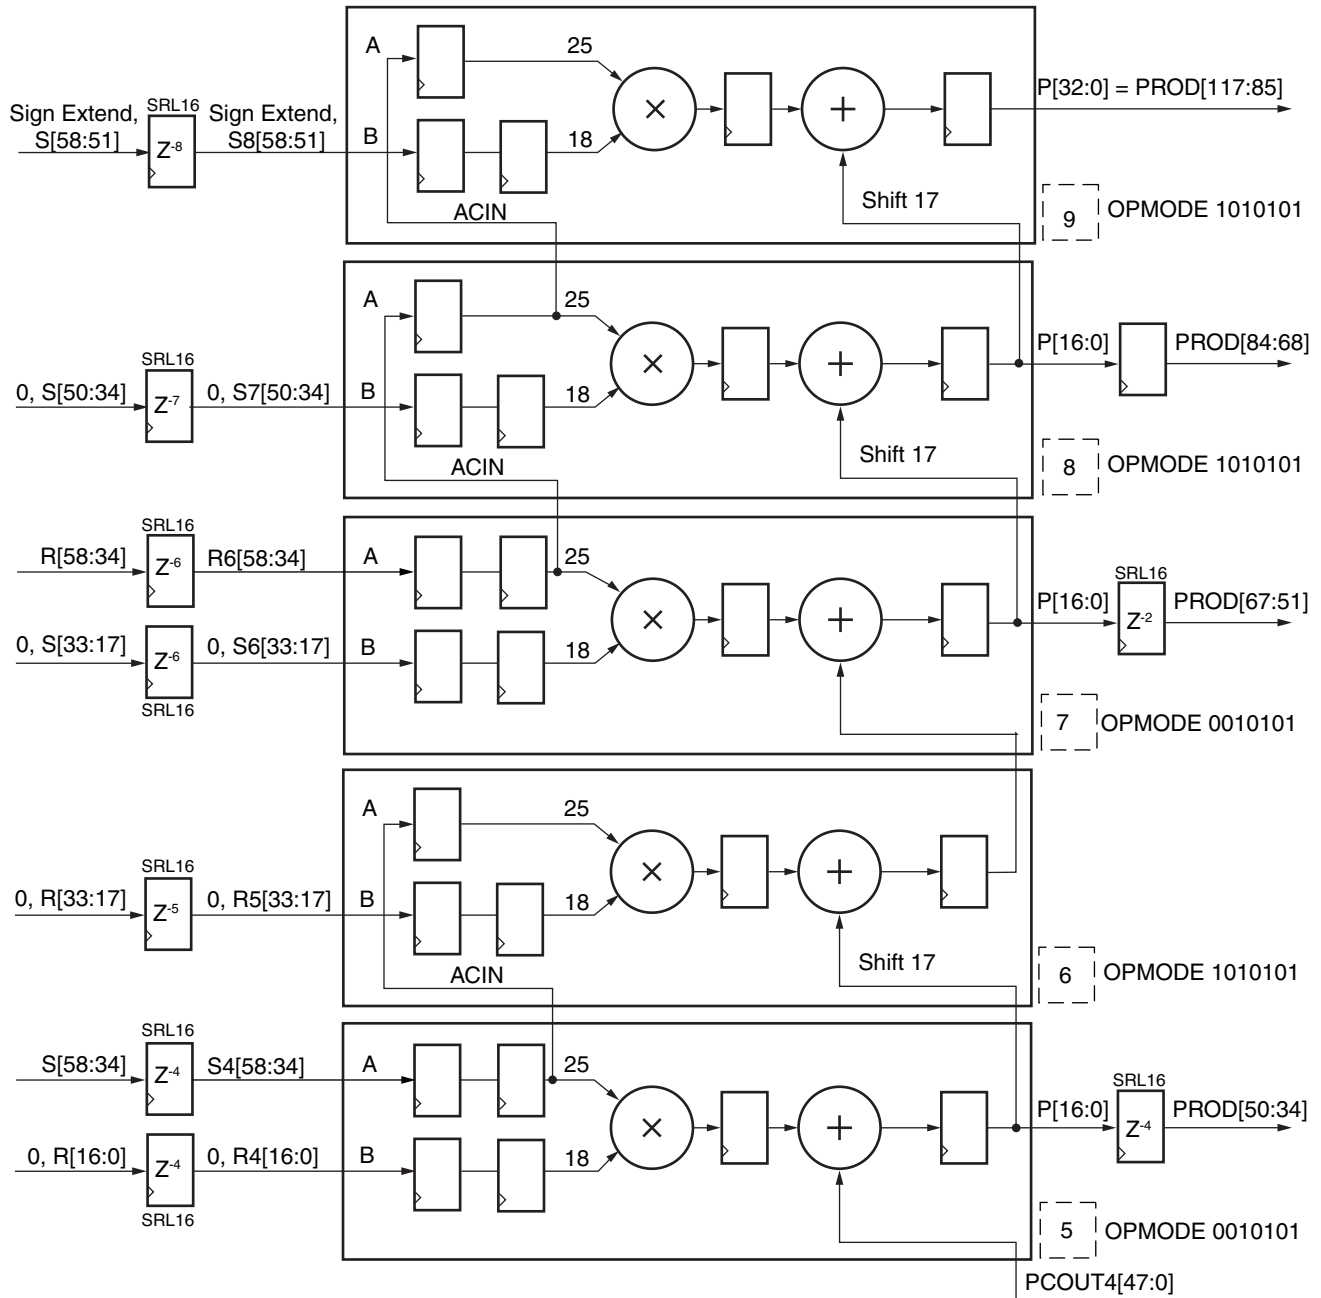 A
25
SRL16
Sign Extend,
S[58:51]
Z-8
Sign Extend,
S8[58:51]
B
18
×
+
P[32:0] = PROD[117:85]
ACIN
Shift 17
9
OPMODE 1010101
A
25
SRL16
0, S[50:34]
Z-7
0, S7[50:34]
B
18
×
+
P[16:0]
PROD[84:68]
ACIN
Shift 17
8
OPMODE 1010101
SRL16
R[58:34]
Z-6
R6[58:34]
A
25
0, S[33:17]
Z-6
0, S6[33:17]
B
18
SRL16
×
+
P[16:0]
SRL16
Z-2
PROD[67:51]
7
OPMODE 0010101
A
25
SRL16
0, R[33:17]
Z-5
0, R5[33:17]
B
18
×
+
ACIN
Shift 17
6
OPMODE 1010101
SRL16
S[58:34]
Z-4
S4[58:34]
A
25
0, R[16:0]
Z-4
0, R4[16:0]
B
18
SRL16
×
+
P[16:0]
SRL16
Z-4
PROD[50:34]
5
OPMODE 0010101
PCOUT4[47:0]